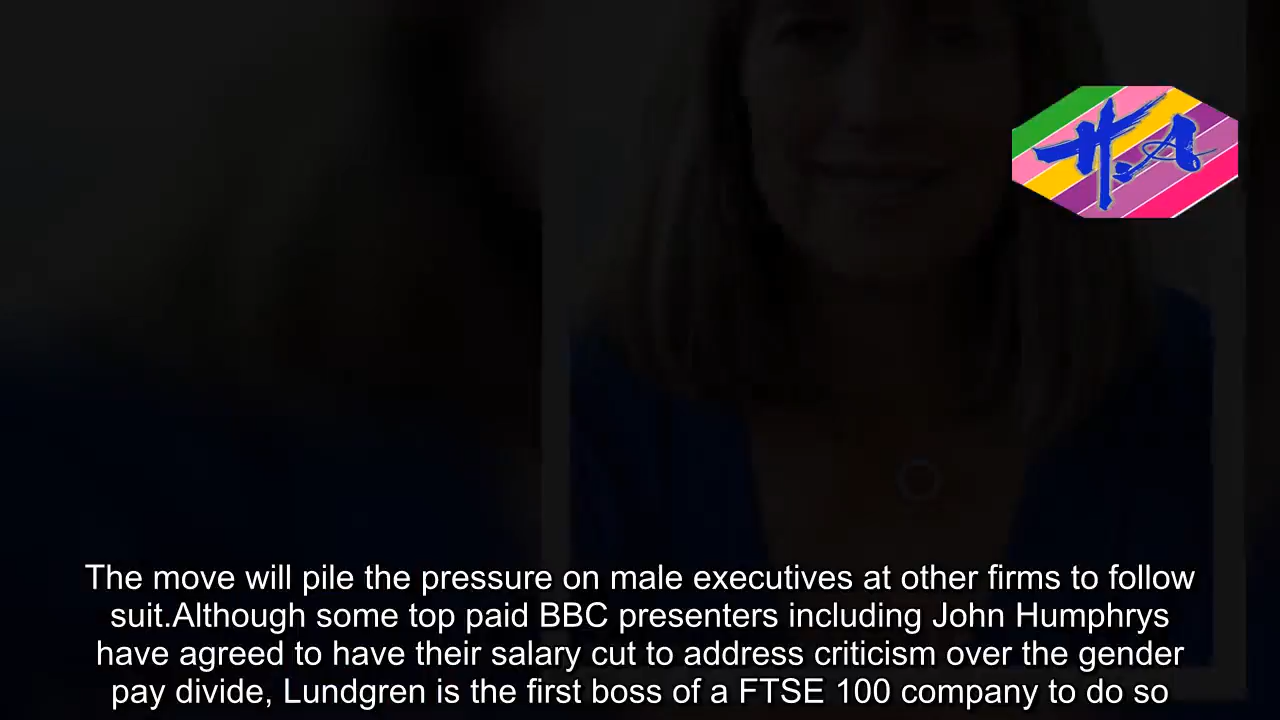 H.A
The move will pile the pressure on male executives at other firms to follow
suit.Although some top paid BBC presenters including John Humphrys
have agreed to have their salary cut to address criticism over the gender
pay divide, Lundgren is the first boss of a FTSE 100 company to do so